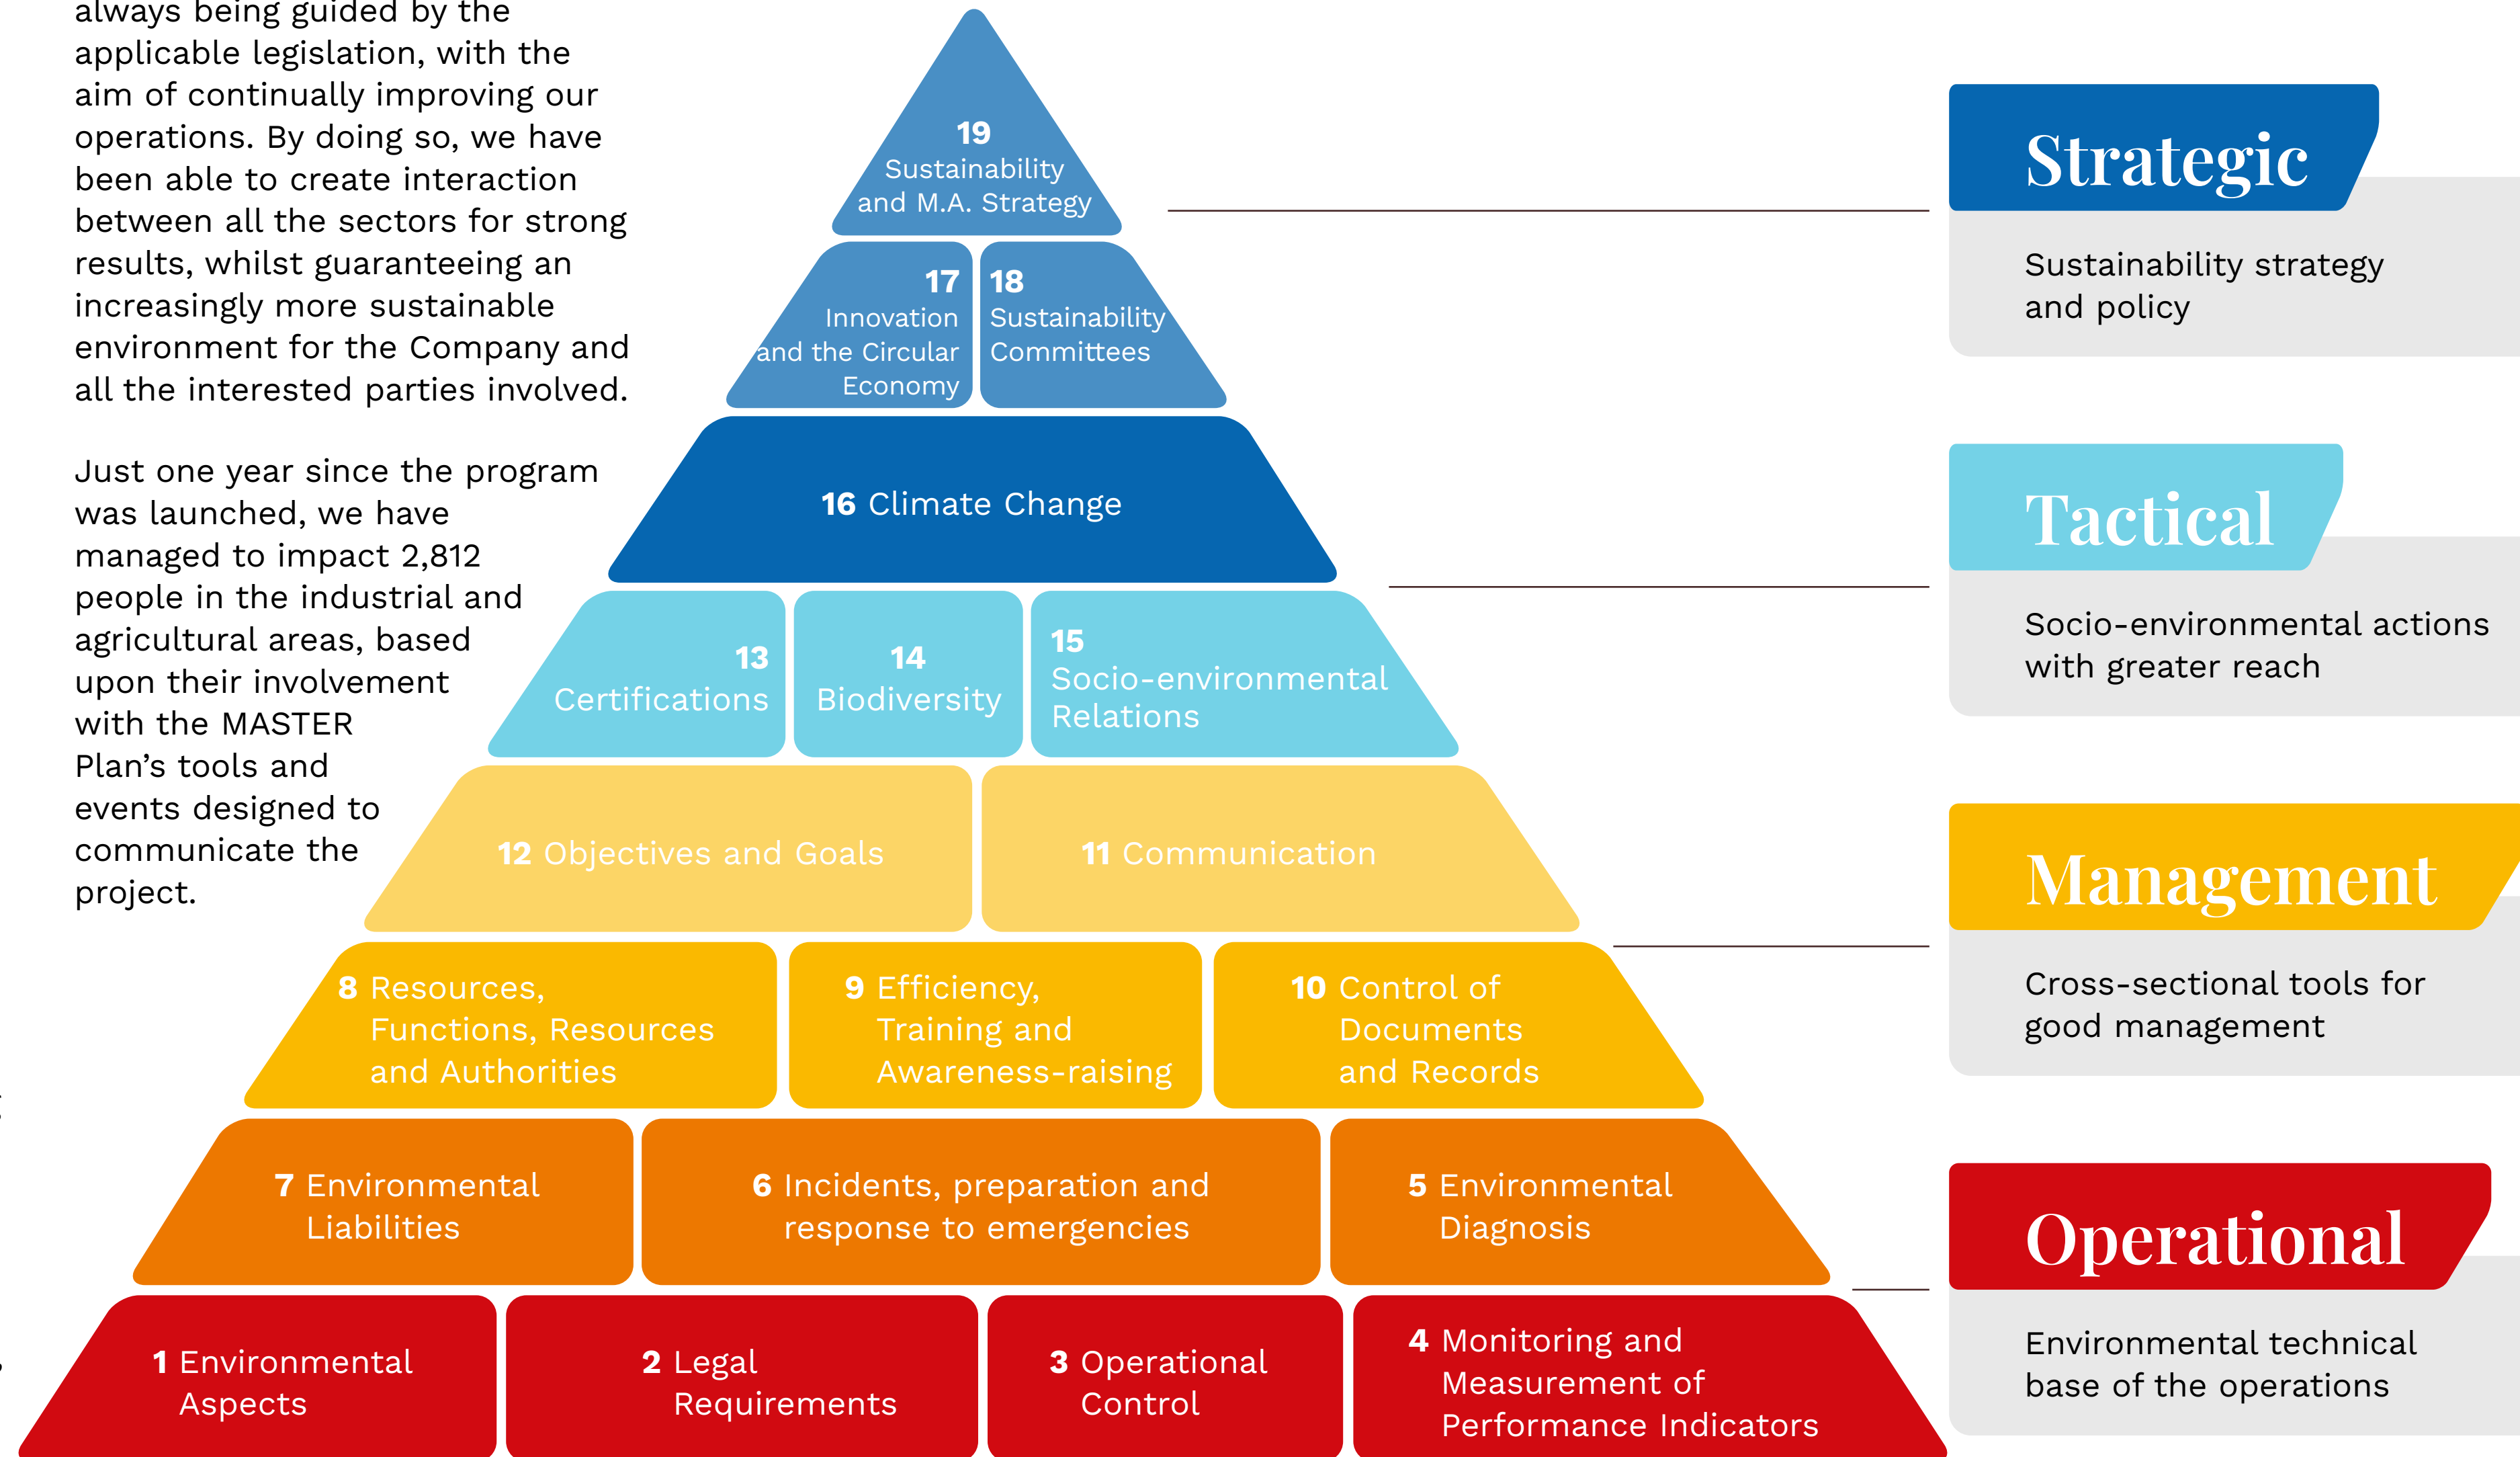 always being guided by the
applicable legislation, with the
aim of continually improving our
operations. By doing so, we have
been able to create interaction
between all the sectors for strong
results, whilst guaranteeing an
increasingly more sustainable
environment for the Company and
all the interested parties involved.
Just one year since the program
was launched, we have
managed to impact 2,812
people in the industrial and
agricultural areas, based
upon their involvement
with the MASTER
Plan’s tools and
events designed to
communicate the
project.
19
Sustainability
and M.A. Strategy
17
Innovation
and the Circular
Economy
18
Sustainability
Committees
16 Climate Change
13
Certifications
14
Biodiversity
15
Socio-environmental
Relations
12 Objectives and Goals
11 Communication
8 Resources,
Functions, Resources
and Authorities
9 Efficiency,
Training and
Awareness-raising
10 Control of
Documents
and Records
7 Environmental
Liabilities
6 Incidents, preparation and
response to emergencies
5 Environmental
Diagnosis
1 Environmental
Aspects
2 Legal
Requirements
3 Operational
Control
4 Monitoring and
Measurement of
Performance Indicators
Strategic
Sustainability strategy
and policy
Tactical
Socio-environmental actions
with greater reach
Management
Cross-sectional tools for
good management
Operational
Environmental technical
base of the operations